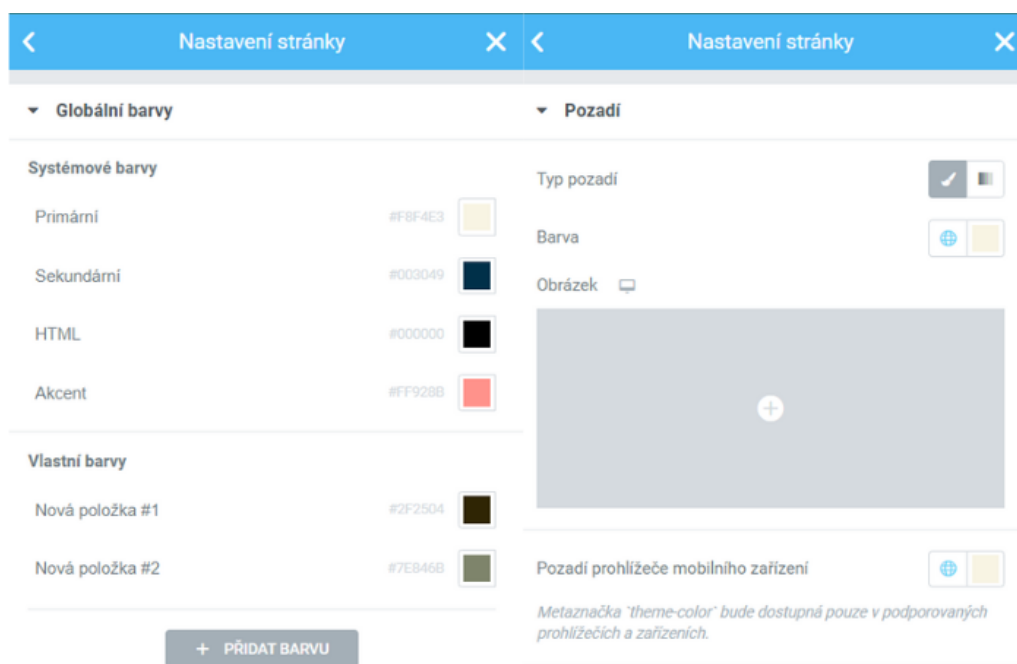 Nastavení stránky
Globální barvy
Systémové barvy
Primární #F8F4E3
Sekundární #003049
HTML #000000
Akcent #FF928B
Vlastní barvy
Nová položka #1 #2F2504
Nová položka #2 #7E846B
+ PŘIDAT BARVU
Nastavení stránky
Pozadí
Typ pozadí
Barva
Obrázek
Pozadí prohlížeče mobilního zařízení
Metaznačka `theme-color` bude dostupná pouze v podporovaných
prohlížečích a zařízeních.